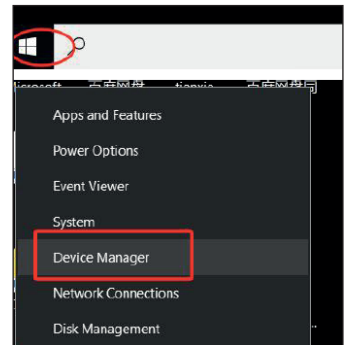 Apps and Features
Power Options
Event Viewer
System
Device Manager
Network Connections
Disk Management